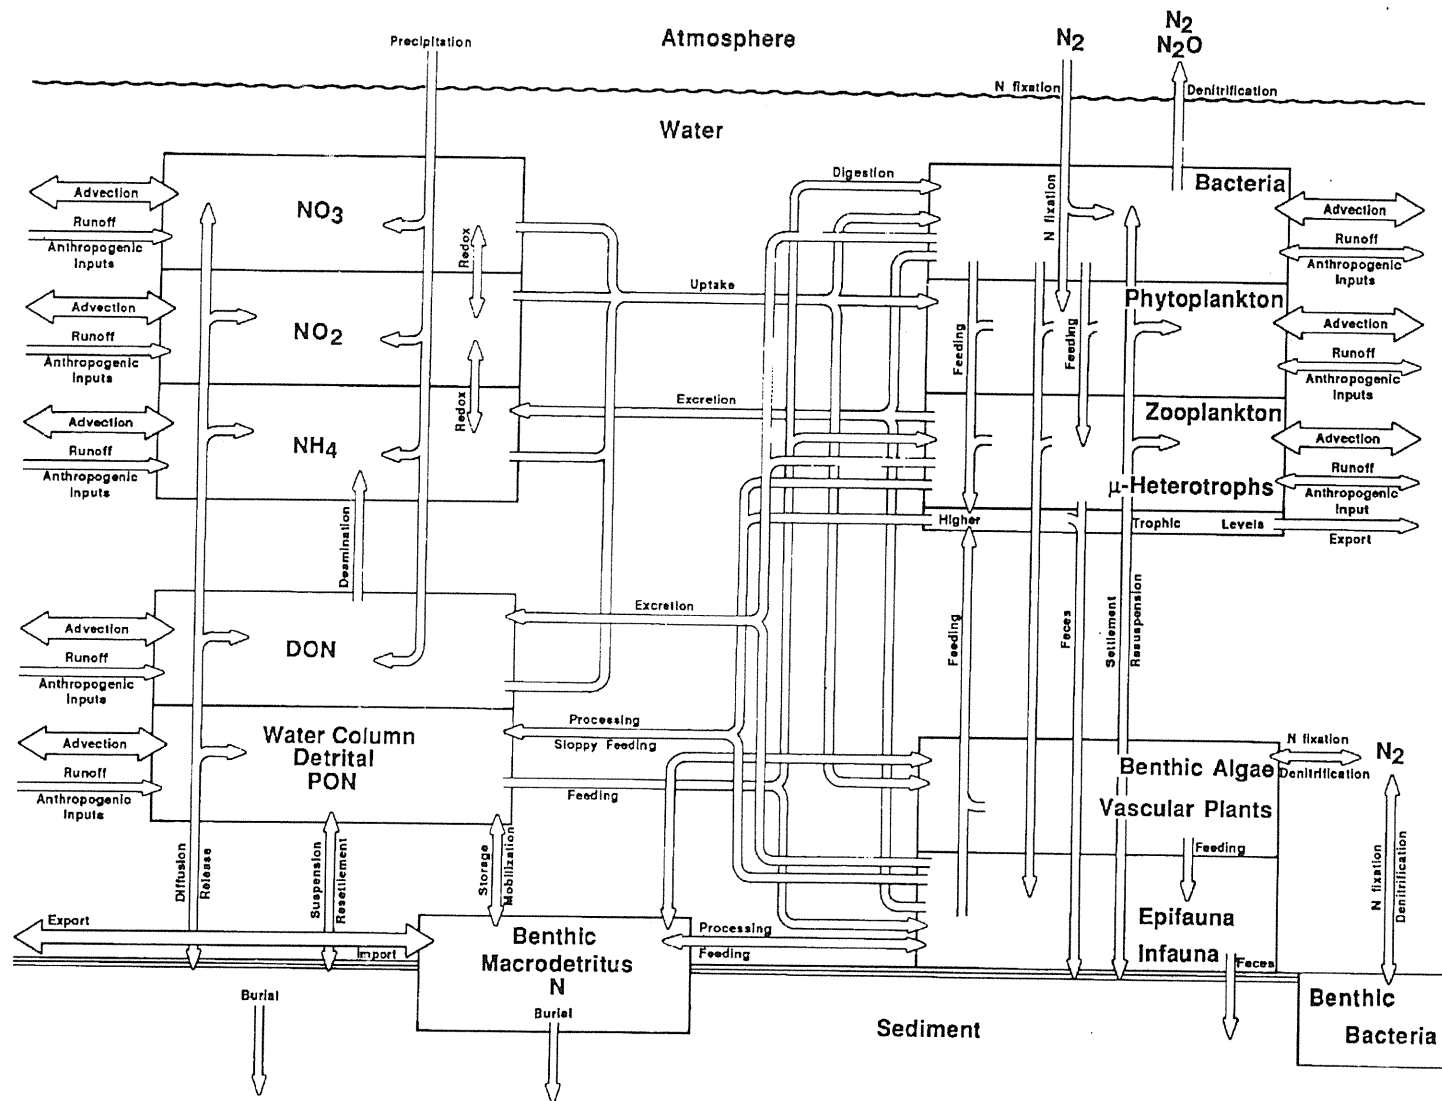 Precipitation
Atmosphere
N2
N2
N2O
N fixation
Denitrification
Water
NO3
NO2
NH4
Advection
Runoff
Anthropogenic
Inputs
Advection
Runoff
Anthropogenic
Inputs
Advection
Runoff
Anthropogenic
Inputs
Redox
Redox
Deamination
DON
Advection
Runoff
Anthropogenic
Inputs
Water Column
Detrital
PON
Advection
Runoff
Anthropogenic
Inputs
Digestion
Uptake
Excretion
Excretion
Processing
Sloppy Feeding
Feeding
N fixation
Bacteria
Advection
Runoff
Anthropogenic
Inputs
Phytoplankton
Feeding
Feeding
Advection
Runoff
Anthropogenic
Inputs
Zooplankton
μ-Heterotrophs
Advection
Runoff
Anthropogenic
Input
Higher Trophic Levels
Export
Feeding
Feces
Settlement
Resuspension
Benthic Algae
Vascular Plants
N fixation
Denitrification
N2
Feeding
Epifauna
Infauna
Feces
N fixation
Denitrification
Diffusion
Release
Suspension
Resettlement
Storage
Mobilization
Export
Import
Benthic
Macrodetritus
N
Processing
Feeding
Burial
Burial
Sediment
Benthic
Bacteria